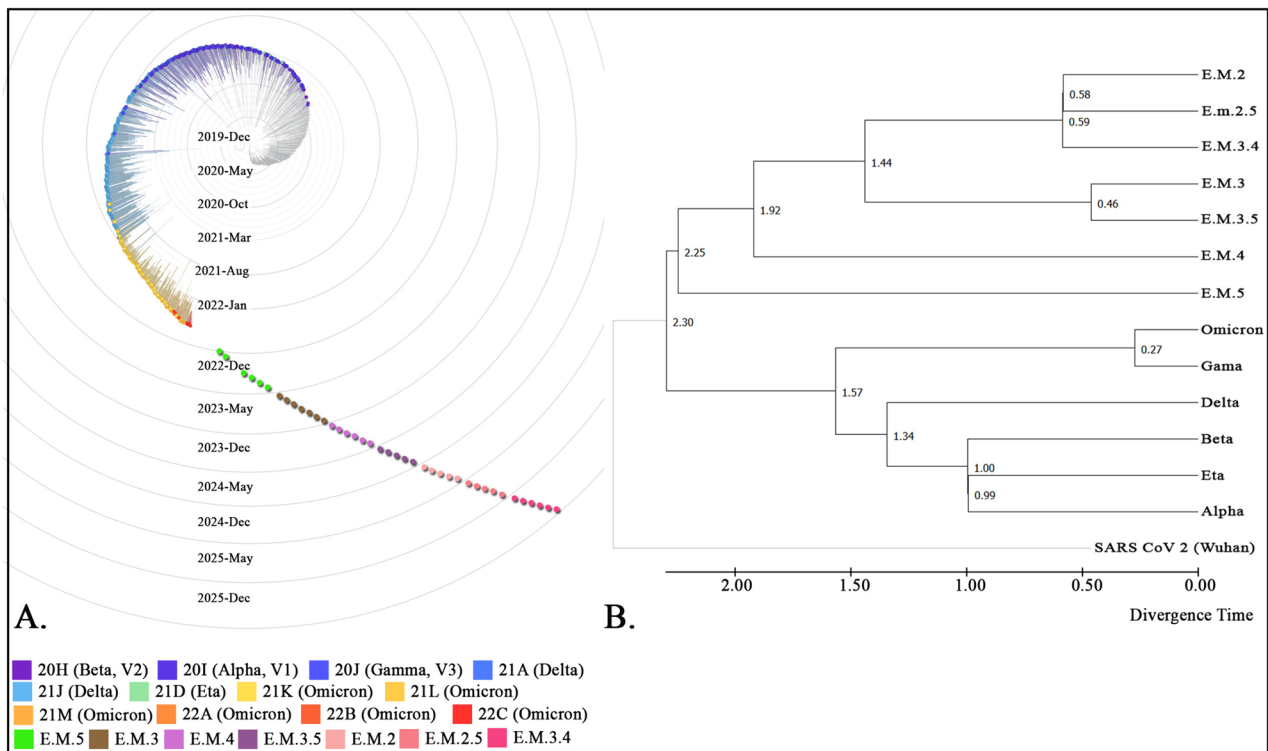 2019-Dec
2020-May
2020-Oct
2021-Mar
2021-Aug
2022-Jan
2022-Dec
2023-May
2023-Dec
2024-May
2024-Dec
2025-May
2025-Dec
A.
20H (Beta, V2) 20I (Alpha, V1) 20J (Gamma, V3) 21A (Delta)
21J (Delta) 21D (Eta) 21K (Omicron) 21L (Omicron)
21M (Omicron) 22A (Omicron) 22B (Omicron) 22C (Omicron)
E.M.5 E.M.3 E.M.4 E.M.3.5 E.M.2 E.M.2.5 E.M.3.4
E.M.2
0.58
E.m.2.5
0.59
E.M.3.4
1.44
E.M.3
0.46
E.M.3.5
1.92
E.M.4
2.25
E.M.5
2.30
Omicron
0.27
Gama
1.57
Delta
1.34
Beta
1.00
Eta
0.99
Alpha
SARS CoV 2 (Wuhan)
2.00 1.50 1.00 0.50 0.00
Divergence Time
B.